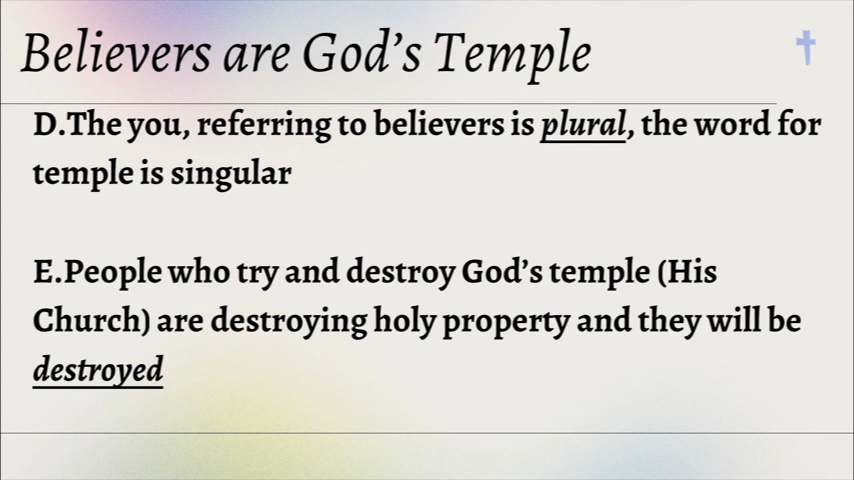 Believers are God’s Temple
D.The you, referring to believers is plural, the word for
temple is singular
E.People who try and destroy God’s temple (His
Church) are destroying holy property and they will be
destroyed